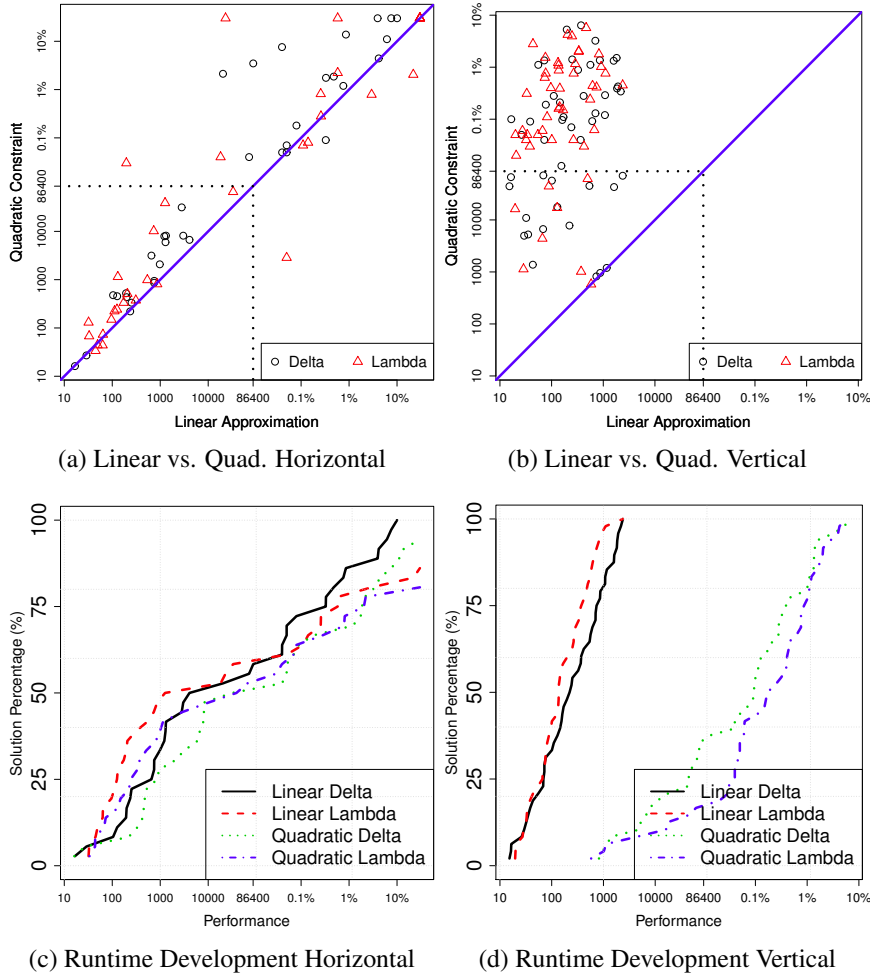 10%
1%
0.1%
86400
10000
1000
100
10
Quadratic Constraint
Delta
Lambda
10
100
1000
10000
86400
0.1%
1%
10%
Linear Approximation
(a) Linear vs. Quad. Horizontal
10%
1%
0.1%
86400
10000
1000
100
10
Quadratic Constraint
Delta
Lambda
10
100
1000
10000
86400
0.1%
1%
10%
Linear Approximation
(b) Linear vs. Quad. Vertical
100
75
50
25
0
Solution Percentage (%)
Linear Delta
Linear Lambda
Quadratic Delta
Quadratic Lambda
10
100
1000
10000
86400
0.1%
1%
10%
Performance
(c) Runtime Development Horizontal
100
75
50
25
0
Solution Percentage (%)
Linear Delta
Linear Lambda
Quadratic Delta
Quadratic Lambda
10
100
1000
10000
86400
0.1%
1%
10%
Performance
(d) Runtime Development Vertical